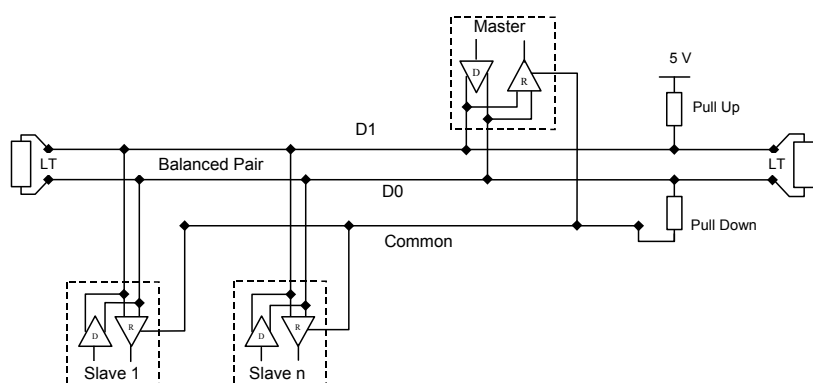 Master
D
R
5 V
Pull Up
D1
LT
Balanced Pair
LT
D0
Pull Down
Common
D
R
D
R
Slave 1
Slave n